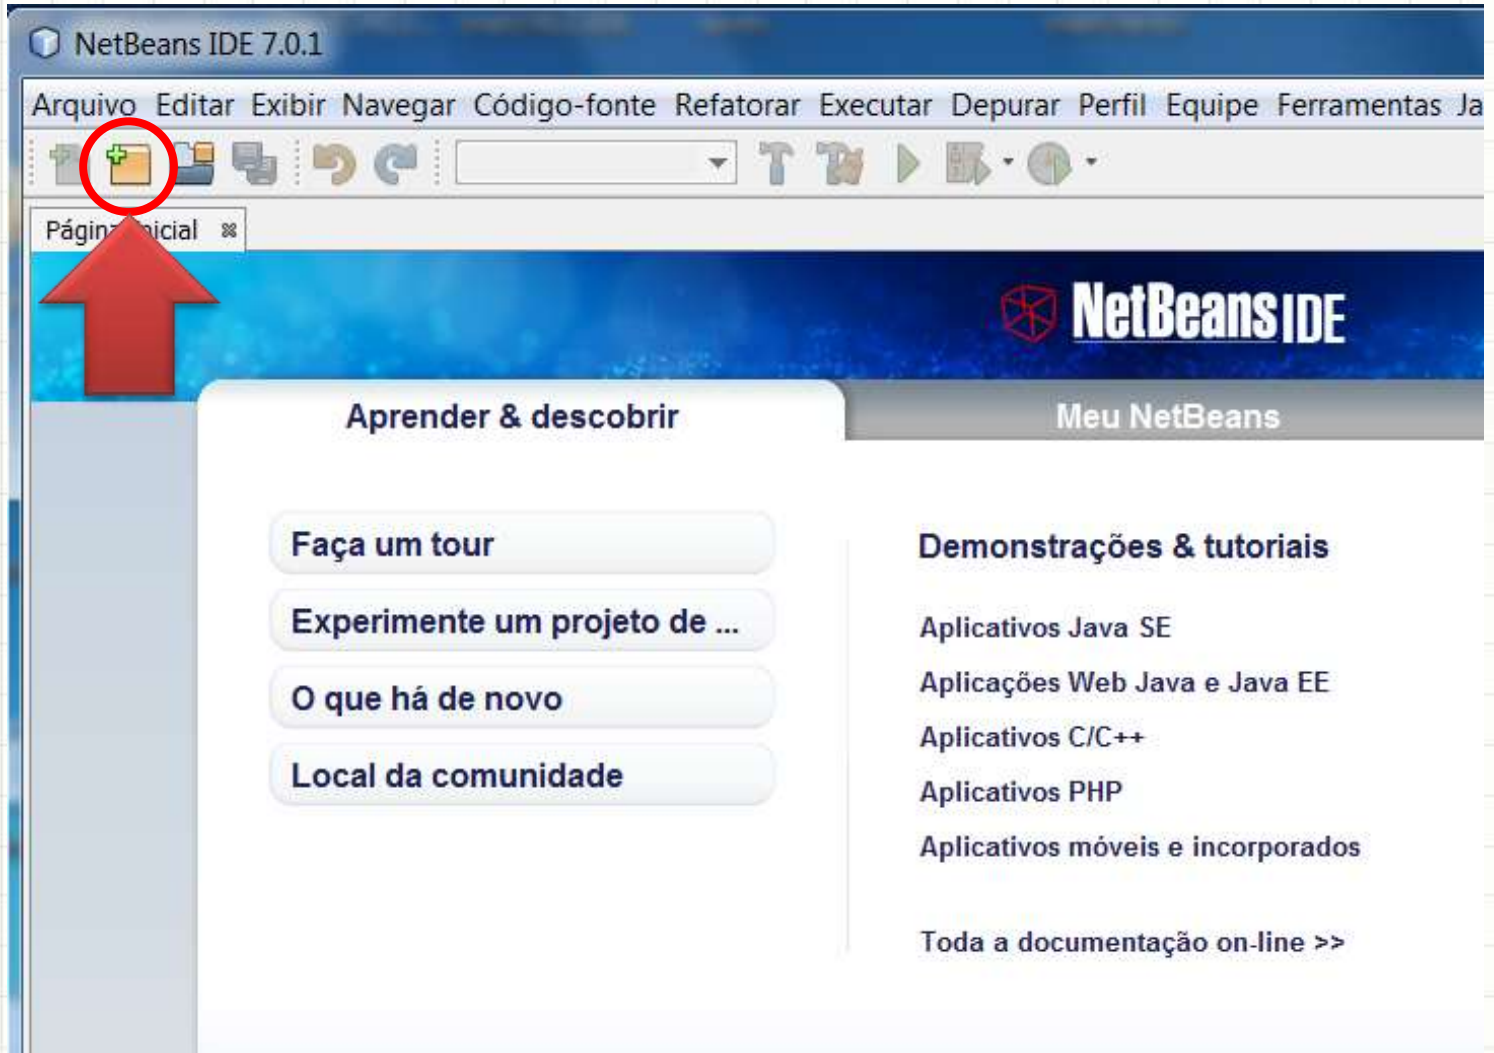 NetBeans IDE 7.0.1
Arquivo Editar Exibir Navegar Código-fonte Refatorar Executar Depurar Perfil Equipe Ferramentas Ja
Página Inicial
NetBeans IDE
Aprender & descobrir
Meu NetBeans
Faça um tour
Experimente um projeto de ...
O que há de novo
Local da comunidade
Demonstrações & tutoriais
Aplicativos Java SE
Aplicações Web Java e Java EE
Aplicativos C/C++
Aplicativos PHP
Aplicativos móveis e incorporados
Toda a documentação on-line >>